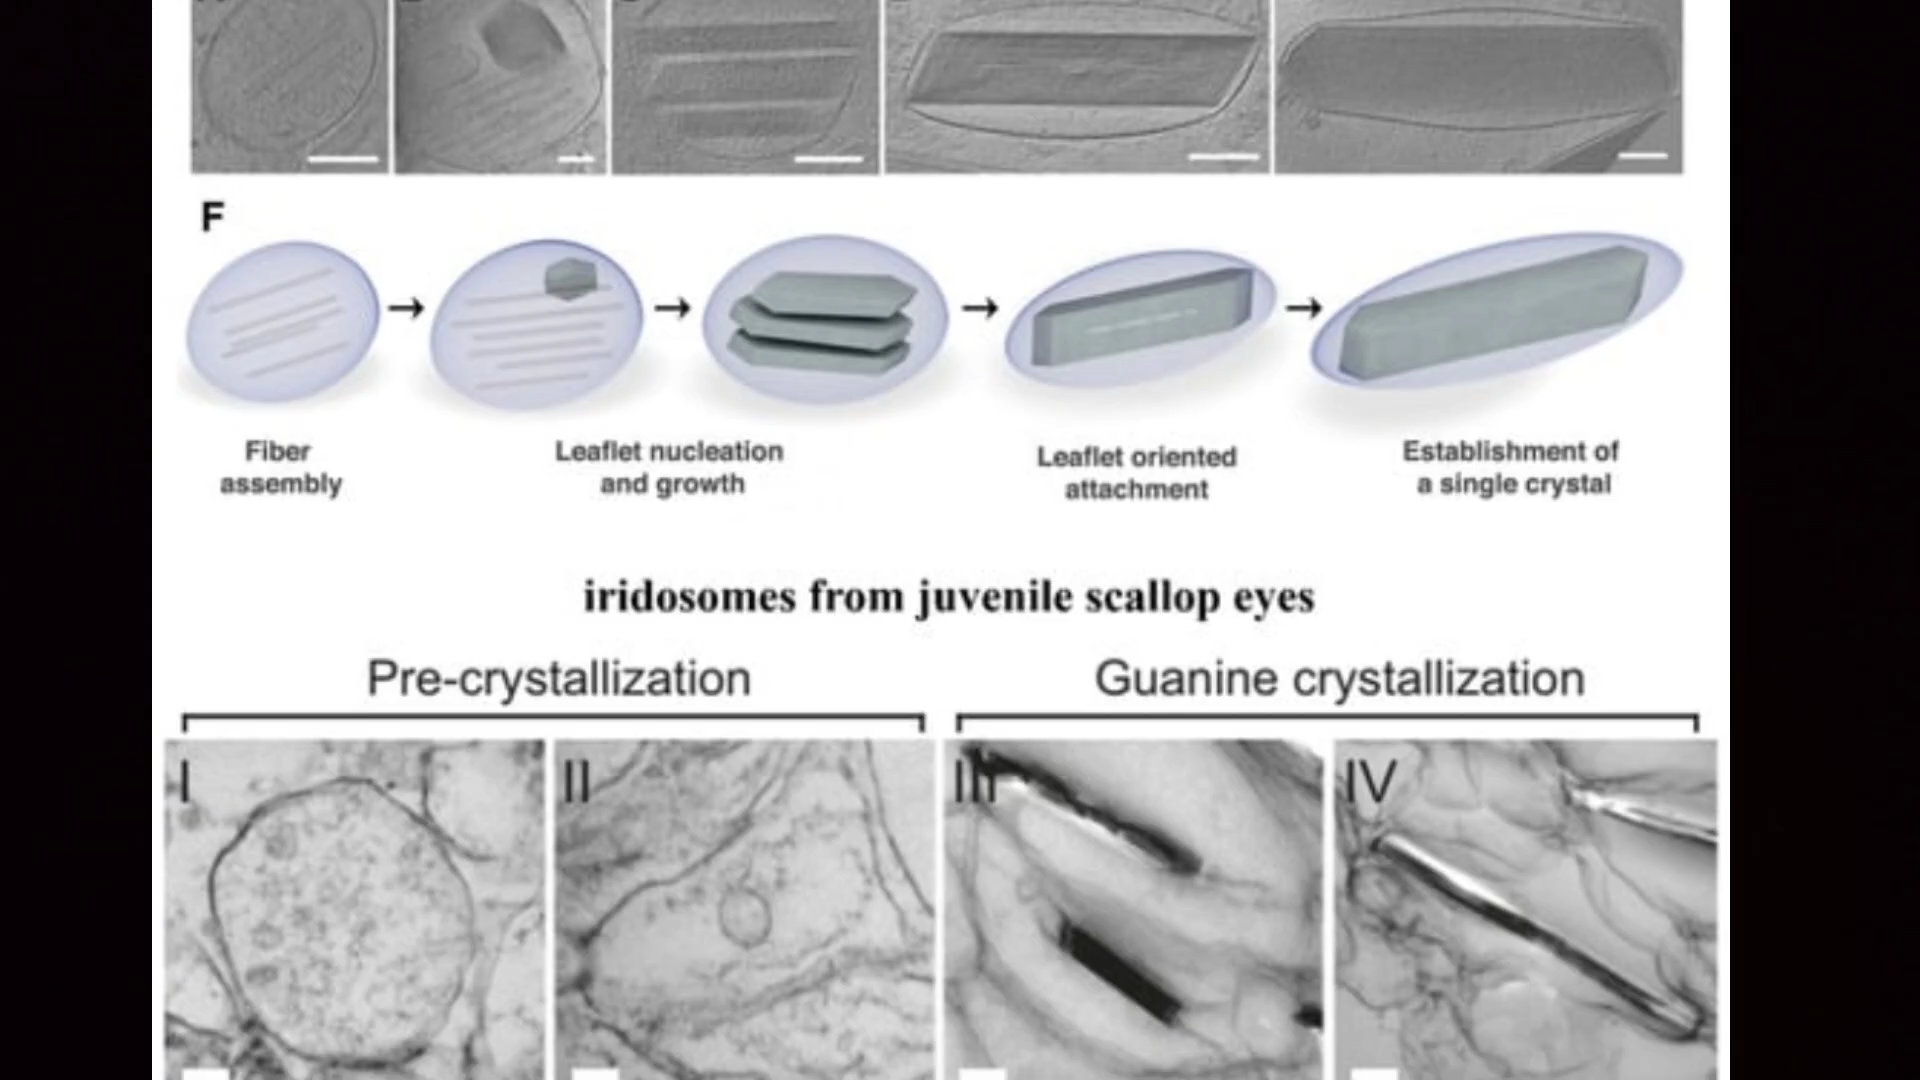 F
Fiber
assembly
Leaflet nucleation
and growth
Leaflet oriented
attachment
Establishment of
a single crystal
iridosomes from juvenile scallop eyes
Pre-crystallization
Guanine crystallization
I
II
III
IV